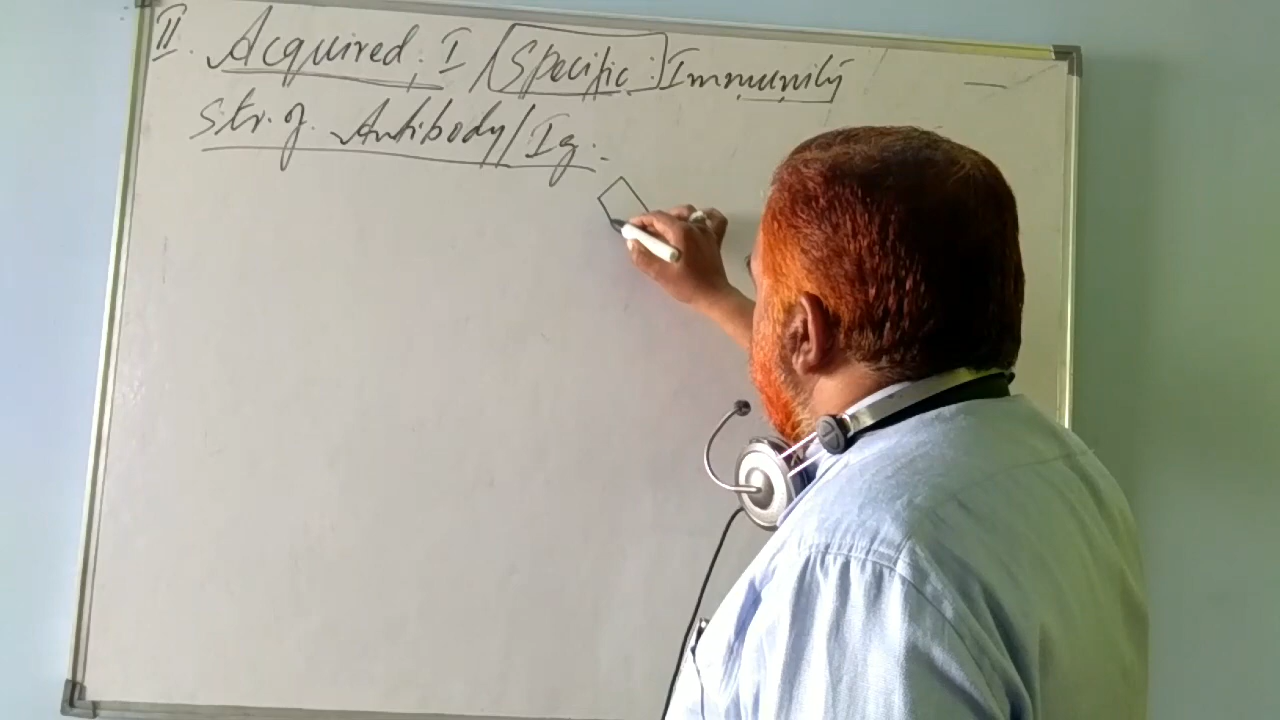 II. Acquired. I / Specific: Immunity
Str. of. Antibody / Ig.